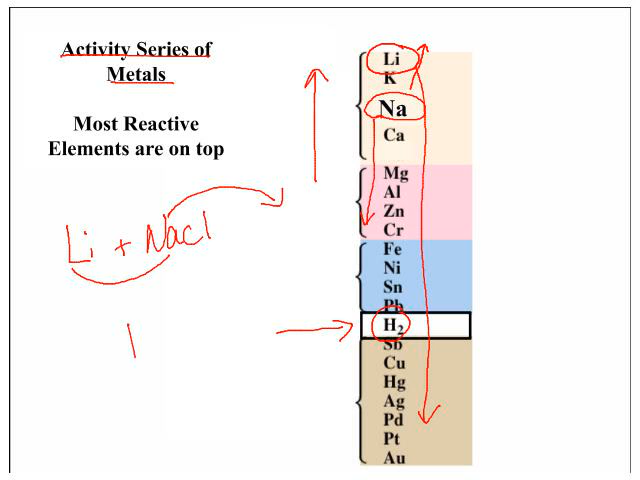 Activity Series of
Metals
Most Reactive
Elements are on top
Li + NaCl
Li
K
Na
Ca
Mg
Al
Zn
Cr
Fe
Ni
Sn
Pb
H2
Sb
Cu
Hg
Ag
Pd
Pt
Au